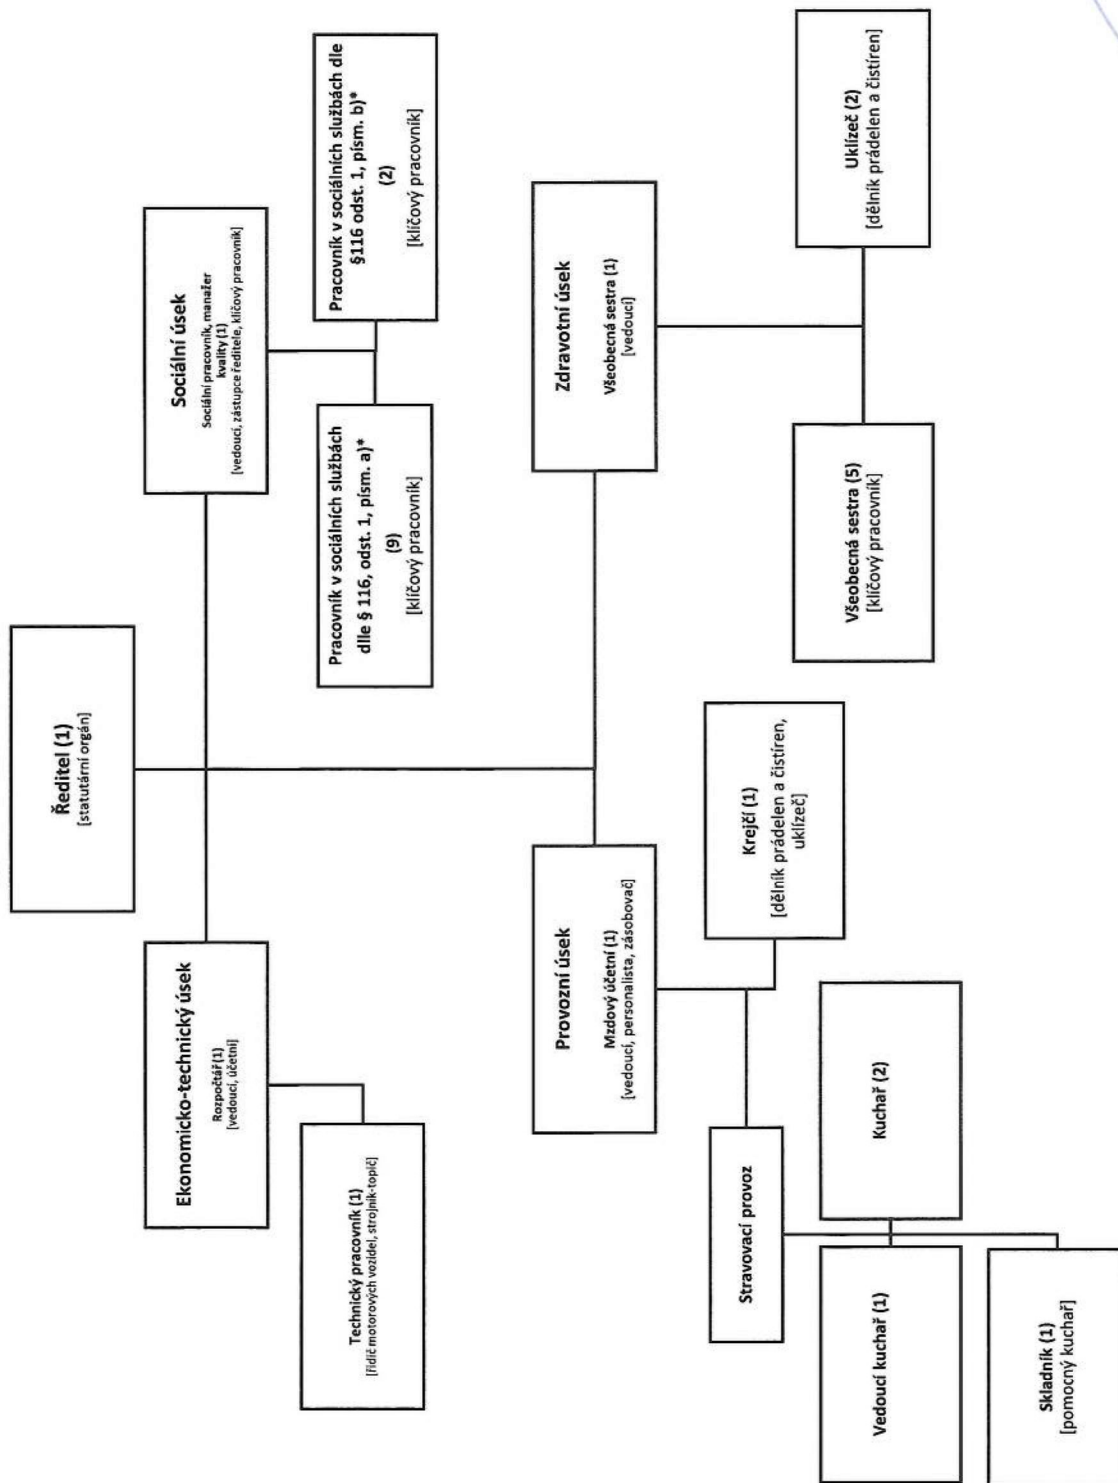 Ředitel (1)
[statutární orgán]
Ekonomicko-technický úsek
Rozpočtář (1)
[vedoucí, účetní]
Sociální úsek
Sociální pracovník, manažer
kvality (1)
[vedoucí, zástupce ředitele, klíčový pracovník]
Technický pracovník (1)
[řidič motorových vozidel, strojník-topič]
Pracovník v sociálních službách
dlle § 116, odst. 1, písm. a)*
(9)
[klíčový pracovník]
Pracovník v sociálních službách dle
§116 odst. 1, písm. b)*
(2)
[klíčový pracovník]
Provozní úsek
Mzdový účetní (1)
[vedoucí, personalista, zásobovač]
Zdravotní úsek
Všeobecná sestra (1)
[vedoucí]
Stravovací provoz
Krejčí (1)
[dělník prádelen a čistíren,
uklízeč]
Všeobecná sestra (5)
[klíčový pracovník]
Uklízeč (2)
[dělník prádelen a čistíren]
Vedoucí kuchař (1)
Kuchař (2)
Skladník (1)
[pomocný kuchař]